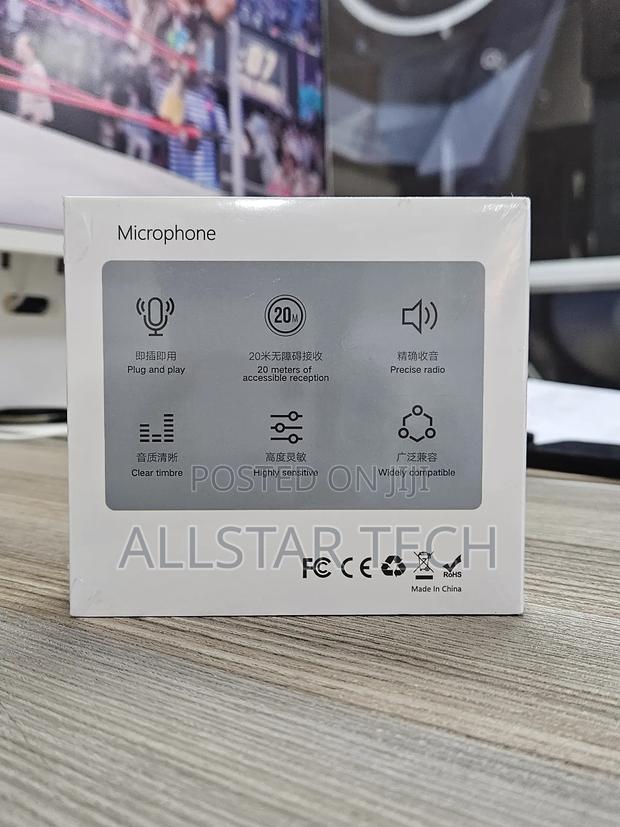 Microphone
20M
即插即用
Plug and play
20米无障碍接收
20 meters of
accessible reception
精确收音
Precise radio
音质清晰
Clear timbre
高度灵敏
Highly sensitive
广泛兼容
Widely compatible
POSTED ON JIJI
ALLSTAR TECH
FC CE RoHS
Made In China